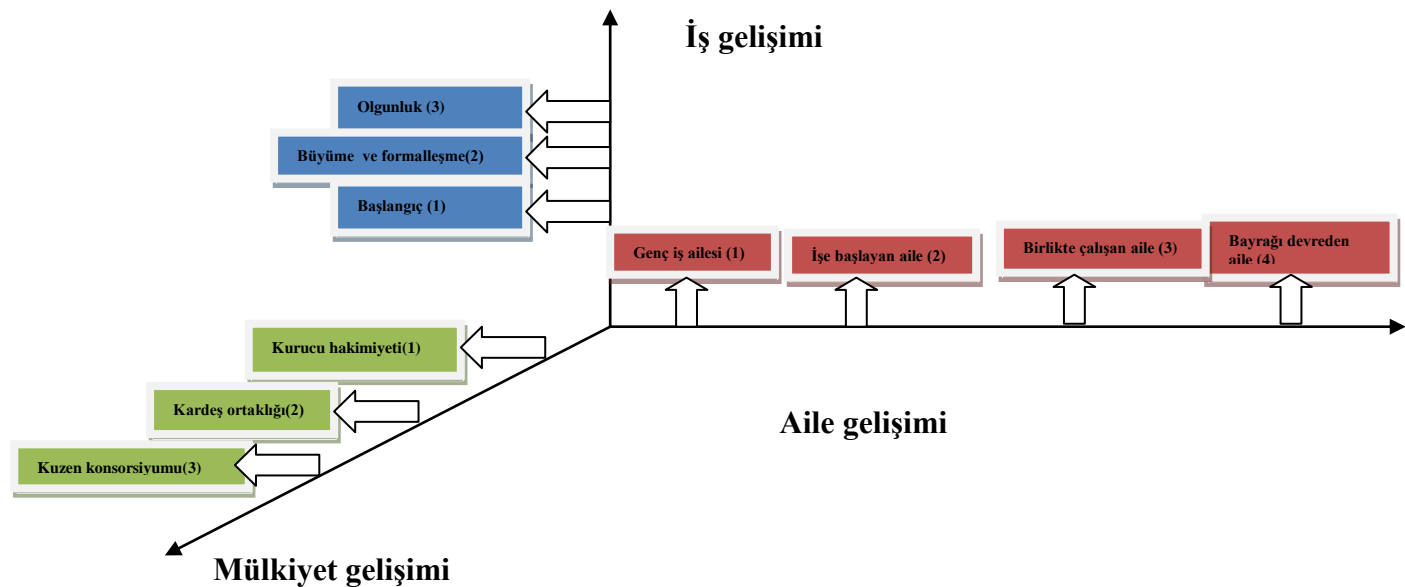 İş gelişimi
Olgunluk (3)
Büyüme ve formalleşme(2)
Başlangıç (1)
Genç iş ailesi (1)
İşe başlayan aile (2)
Birlikte çalışan aile (3)
Bayrağı devreden
aile (4)
Kurucu hakimiyeti(1)
Kardeş ortaklığı(2)
Kuzen konsorsiyumu(3)
Aile gelişimi
Mülkiyet gelişimi